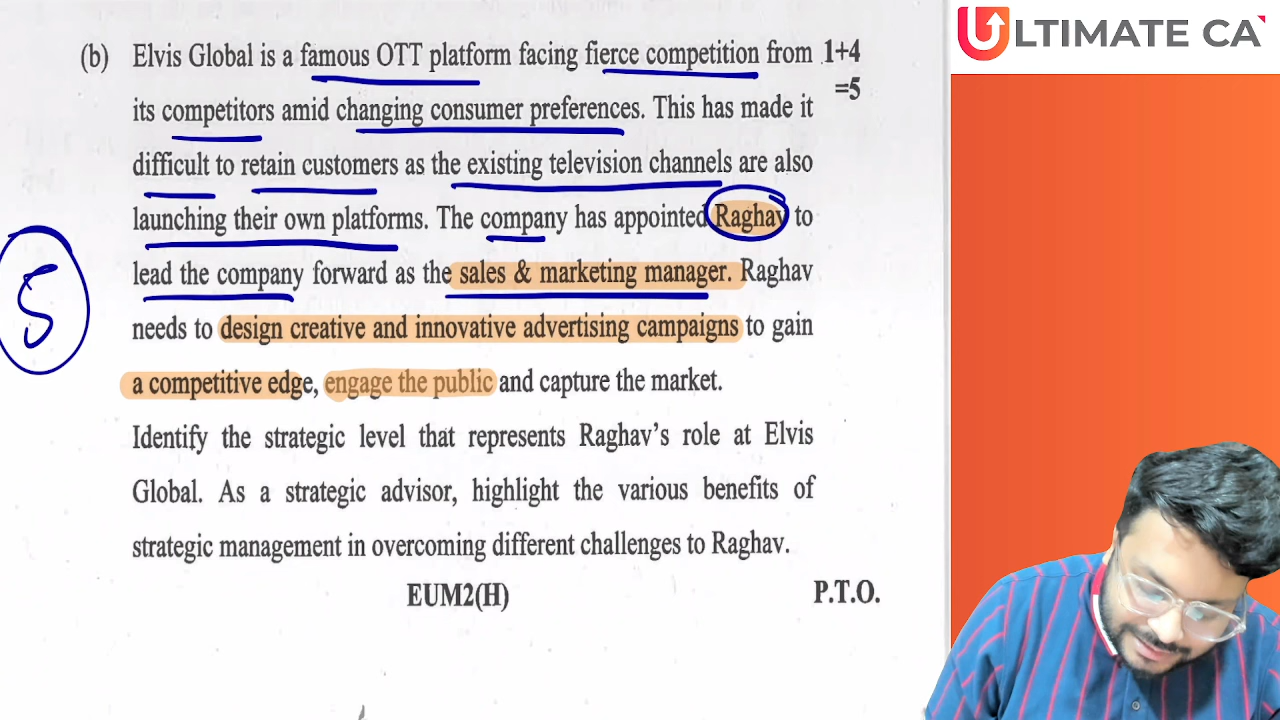 ULTIMATE CA
(b) Elvis Global is a famous OTT platform facing fierce competition from 1+4
its competitors amid changing consumer preferences. This has made it =5
difficult to retain customers as the existing television channels are also
launching their own platforms. The company has appointed Raghav to
lead the company forward as the sales & marketing manager. Raghav
needs to design creative and innovative advertising campaigns to gain
a competitive edge, engage the public and capture the market.
5
Identify the strategic level that represents Raghav's role at Elvis
Global. As a strategic advisor, highlight the various benefits of
strategic management in overcoming different challenges to Raghav.
EUM2(H) P.T.O.